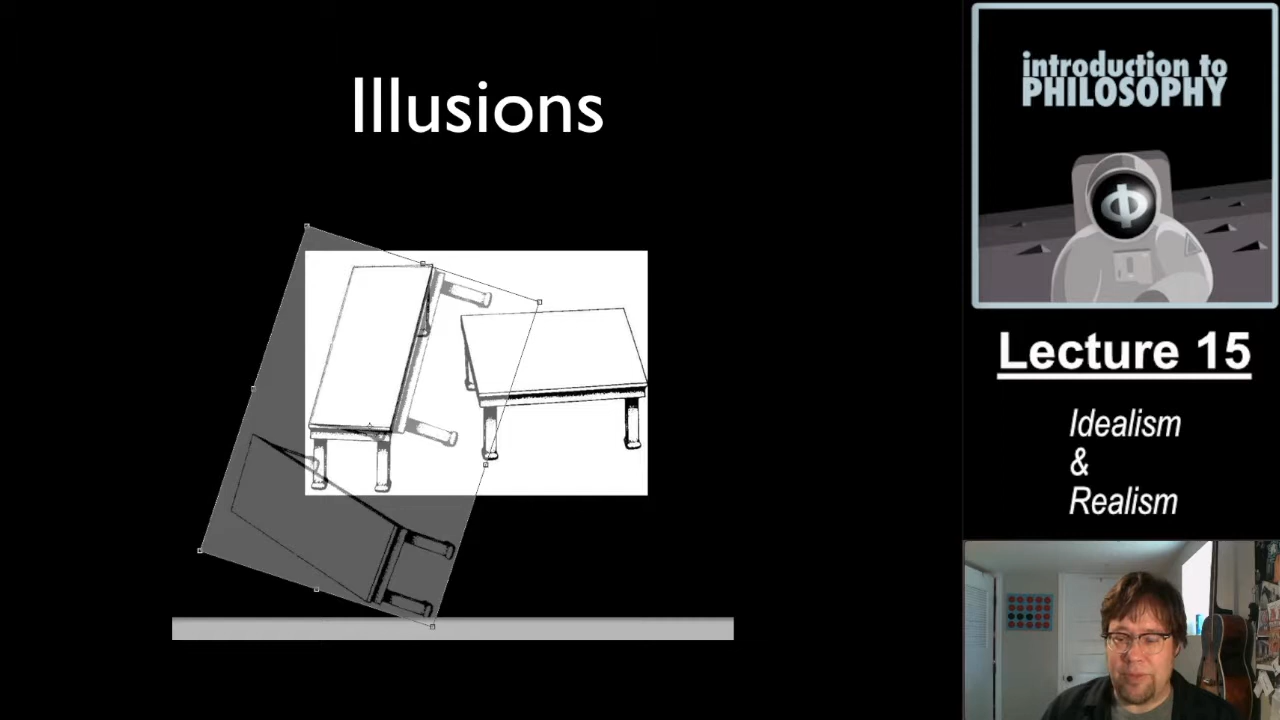 Illusions
introduction to
PHILOSOPHY
Φ
Lecture 15
Idealism
&
Realism